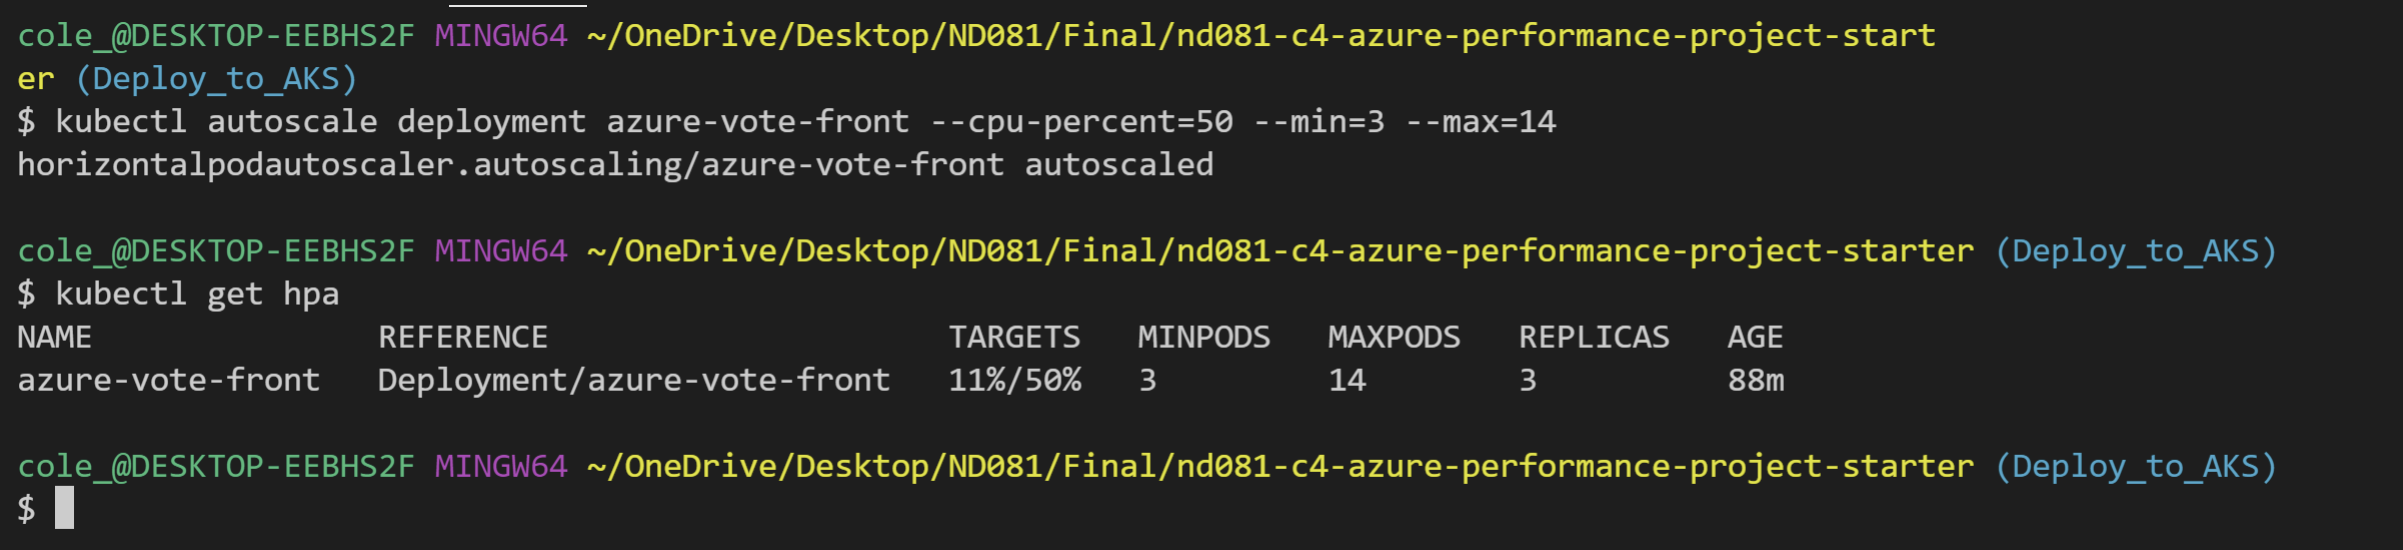 cole_@DESKTOP-EEBHS2F MINGW64 ~/OneDrive/Desktop/ND081/Final/nd081-c4-azure-performance-project-start
er (Deploy_to_AKS)
$ kubectl autoscale deployment azure-vote-front --cpu-percent=50 --min=3 --max=14
horizontalpodautoscaler.autoscaling/azure-vote-front autoscaled
cole_@DESKTOP-EEBHS2F MINGW64 ~/OneDrive/Desktop/ND081/Final/nd081-c4-azure-performance-project-starter (Deploy_to_AKS)
$ kubectl get hpa
NAME REFERENCE TARGETS MINPODS MAXPODS REPLICAS AGE
azure-vote-front Deployment/azure-vote-front 11%/50% 3 14 3 88m
cole_@DESKTOP-EEBHS2F MINGW64 ~/OneDrive/Desktop/ND081/Final/nd081-c4-azure-performance-project-starter (Deploy_to_AKS)
$